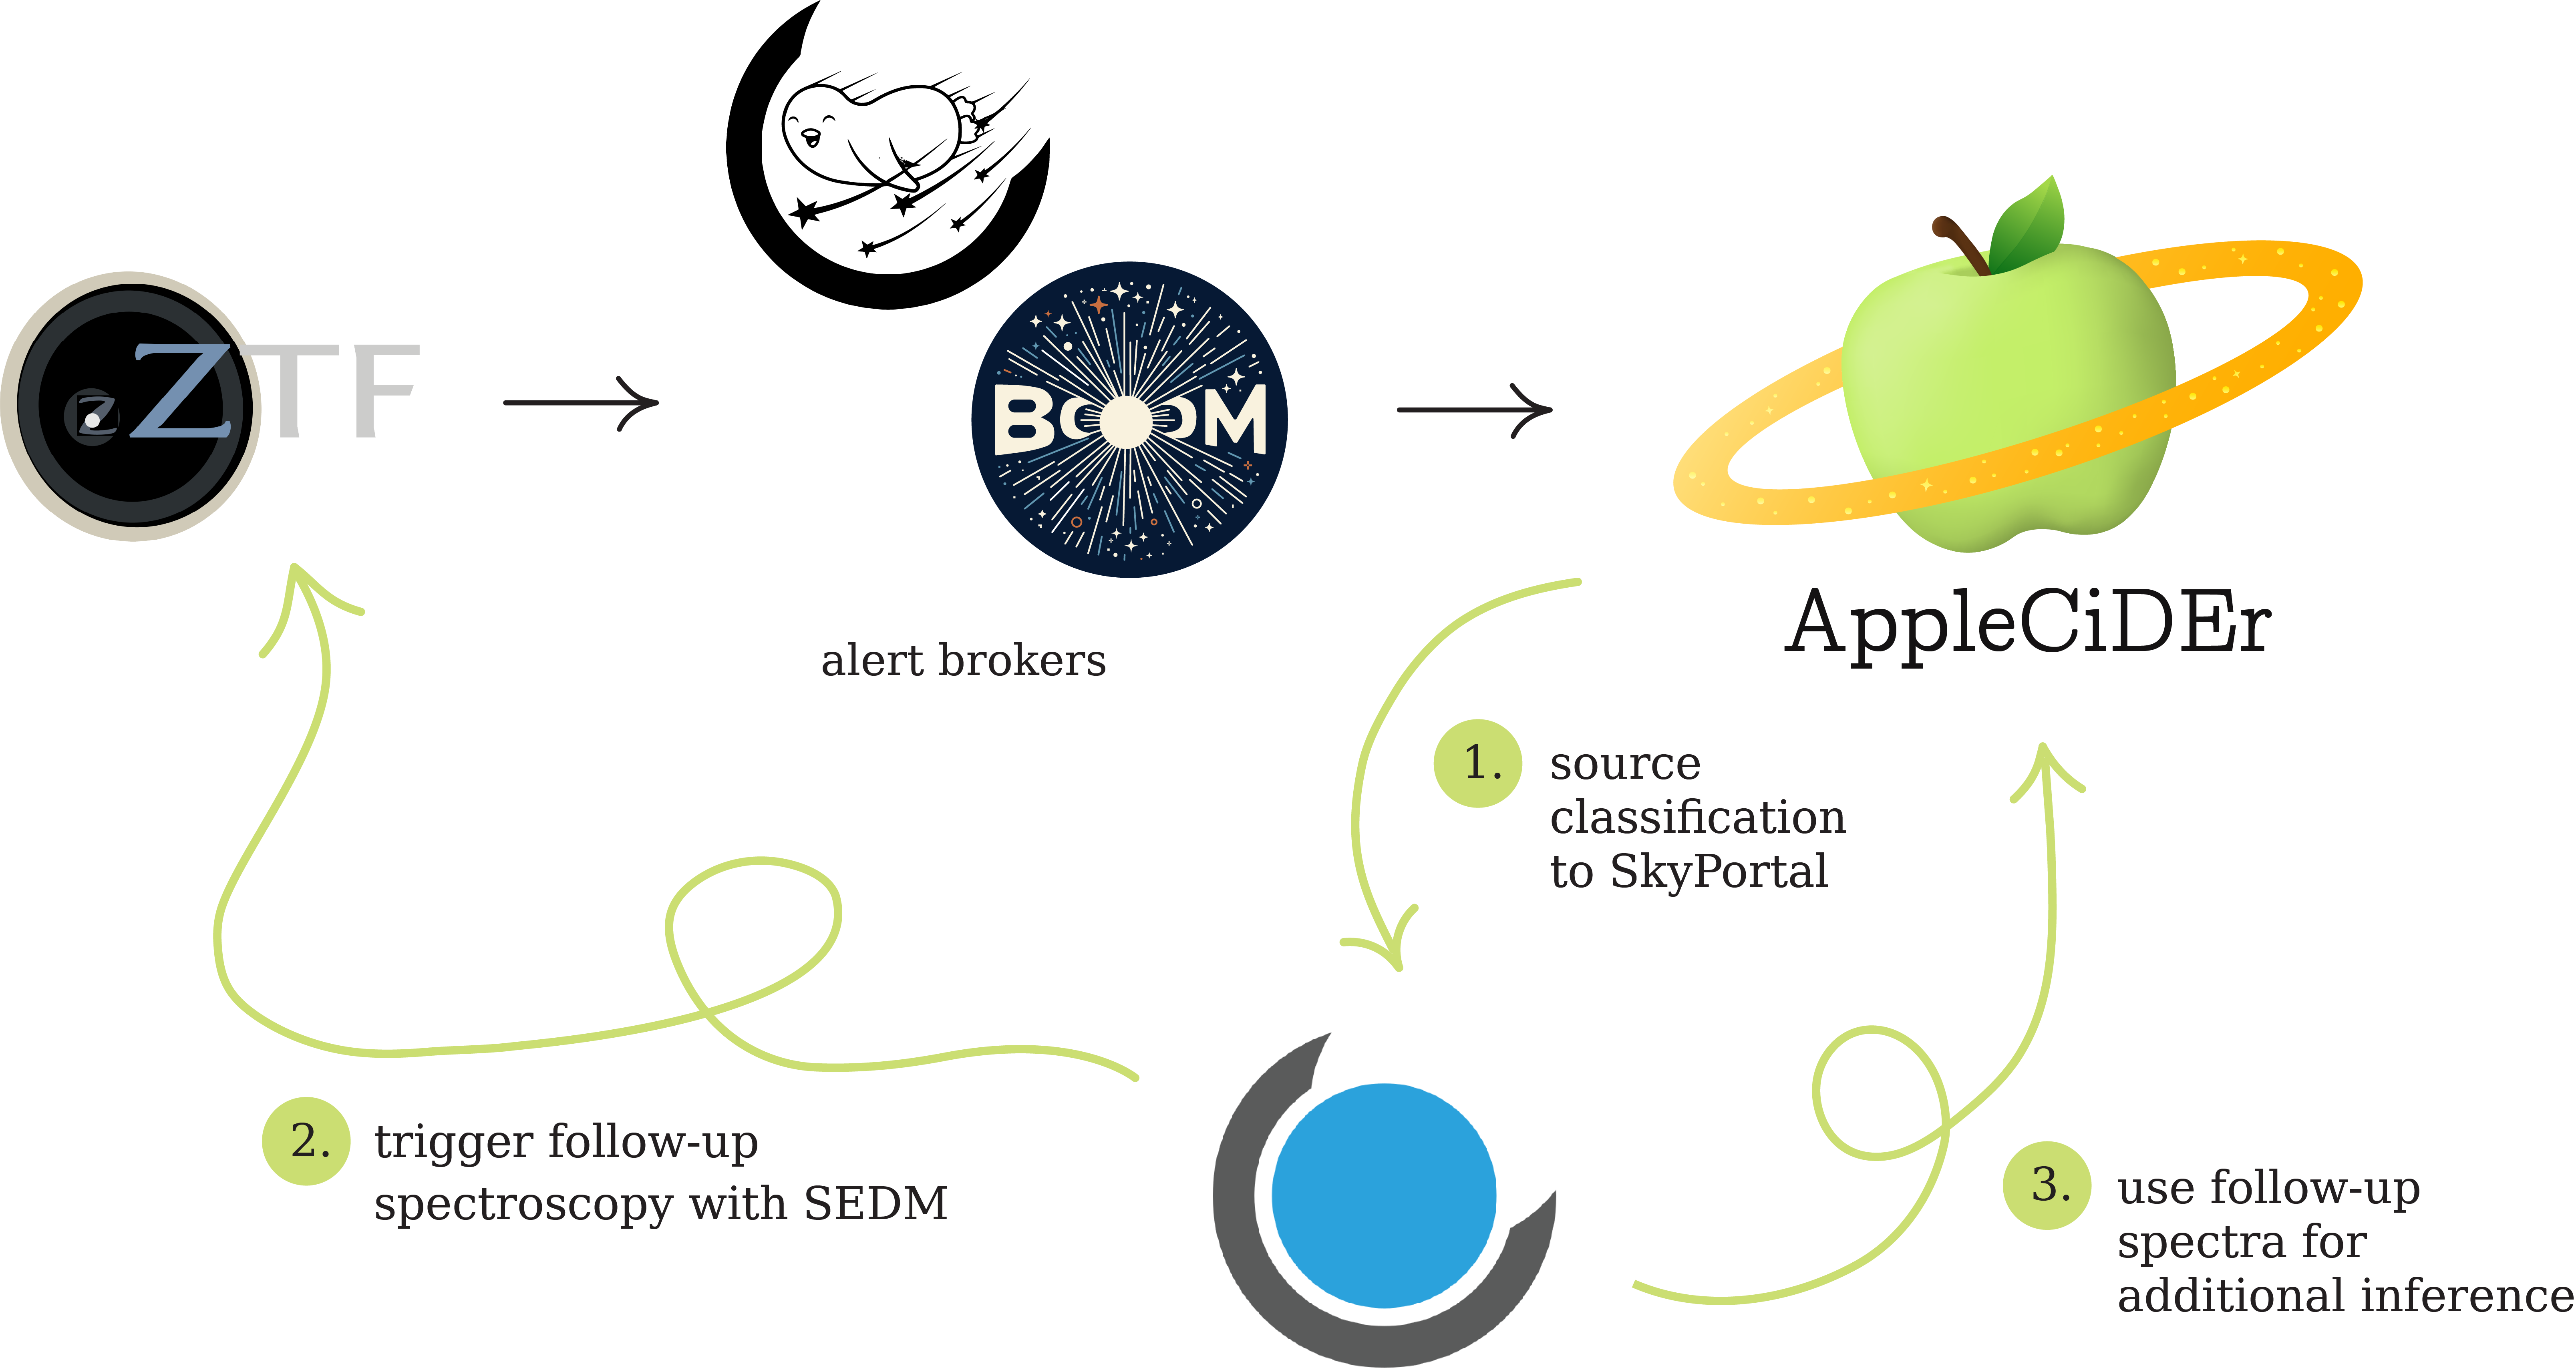 ZTF
Z
BOOM
alert brokers
AppleCiDEr
1.
source
classification
to SkyPortal
2.
trigger follow-up
spectroscopy with SEDM
3.
use follow-up
spectra for
additional inference